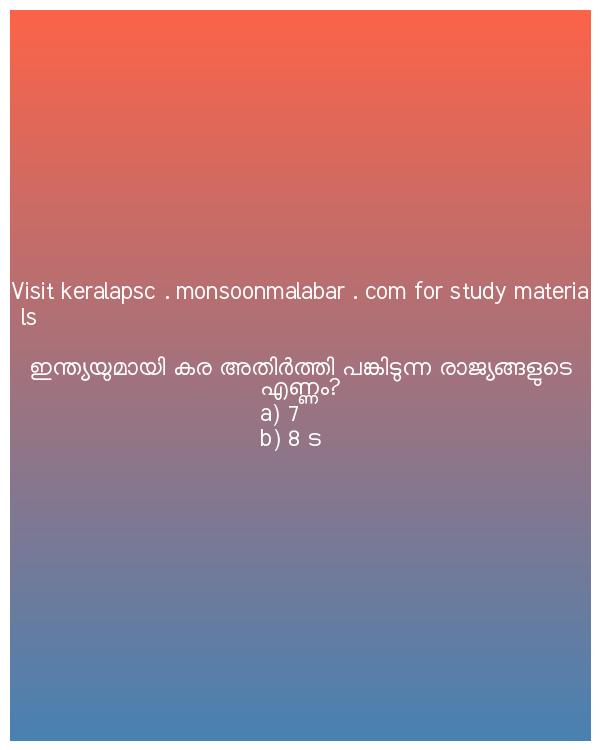 Visit keralapsc . monsoonmalabar . com for study materia
ls
ഇന്ത്യയുമായി കര അതിർത്തി പങ്കിടുന്ന രാജ്യങ്ങളുടെ
എണ്ണം?
a) 7
b) 8 ട